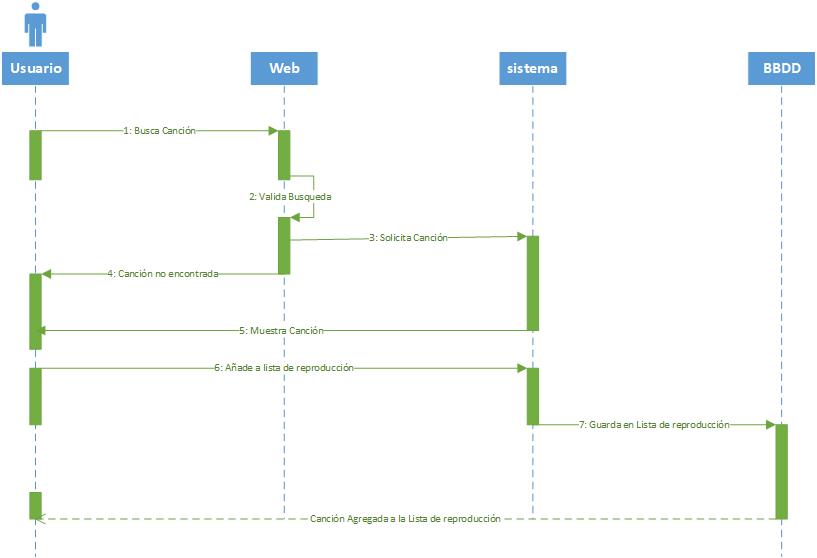 Usuario
Web
sistema
BBDD
1: Busca Canción
2: Valida Busqueda
3: Solicita Canción
4: Canción no encontrada
5: Muestra Canción
6: Añade a lista de reproducción
7: Guarda en Lista de reproducción
Canción Agregada a la Lista de reproducción